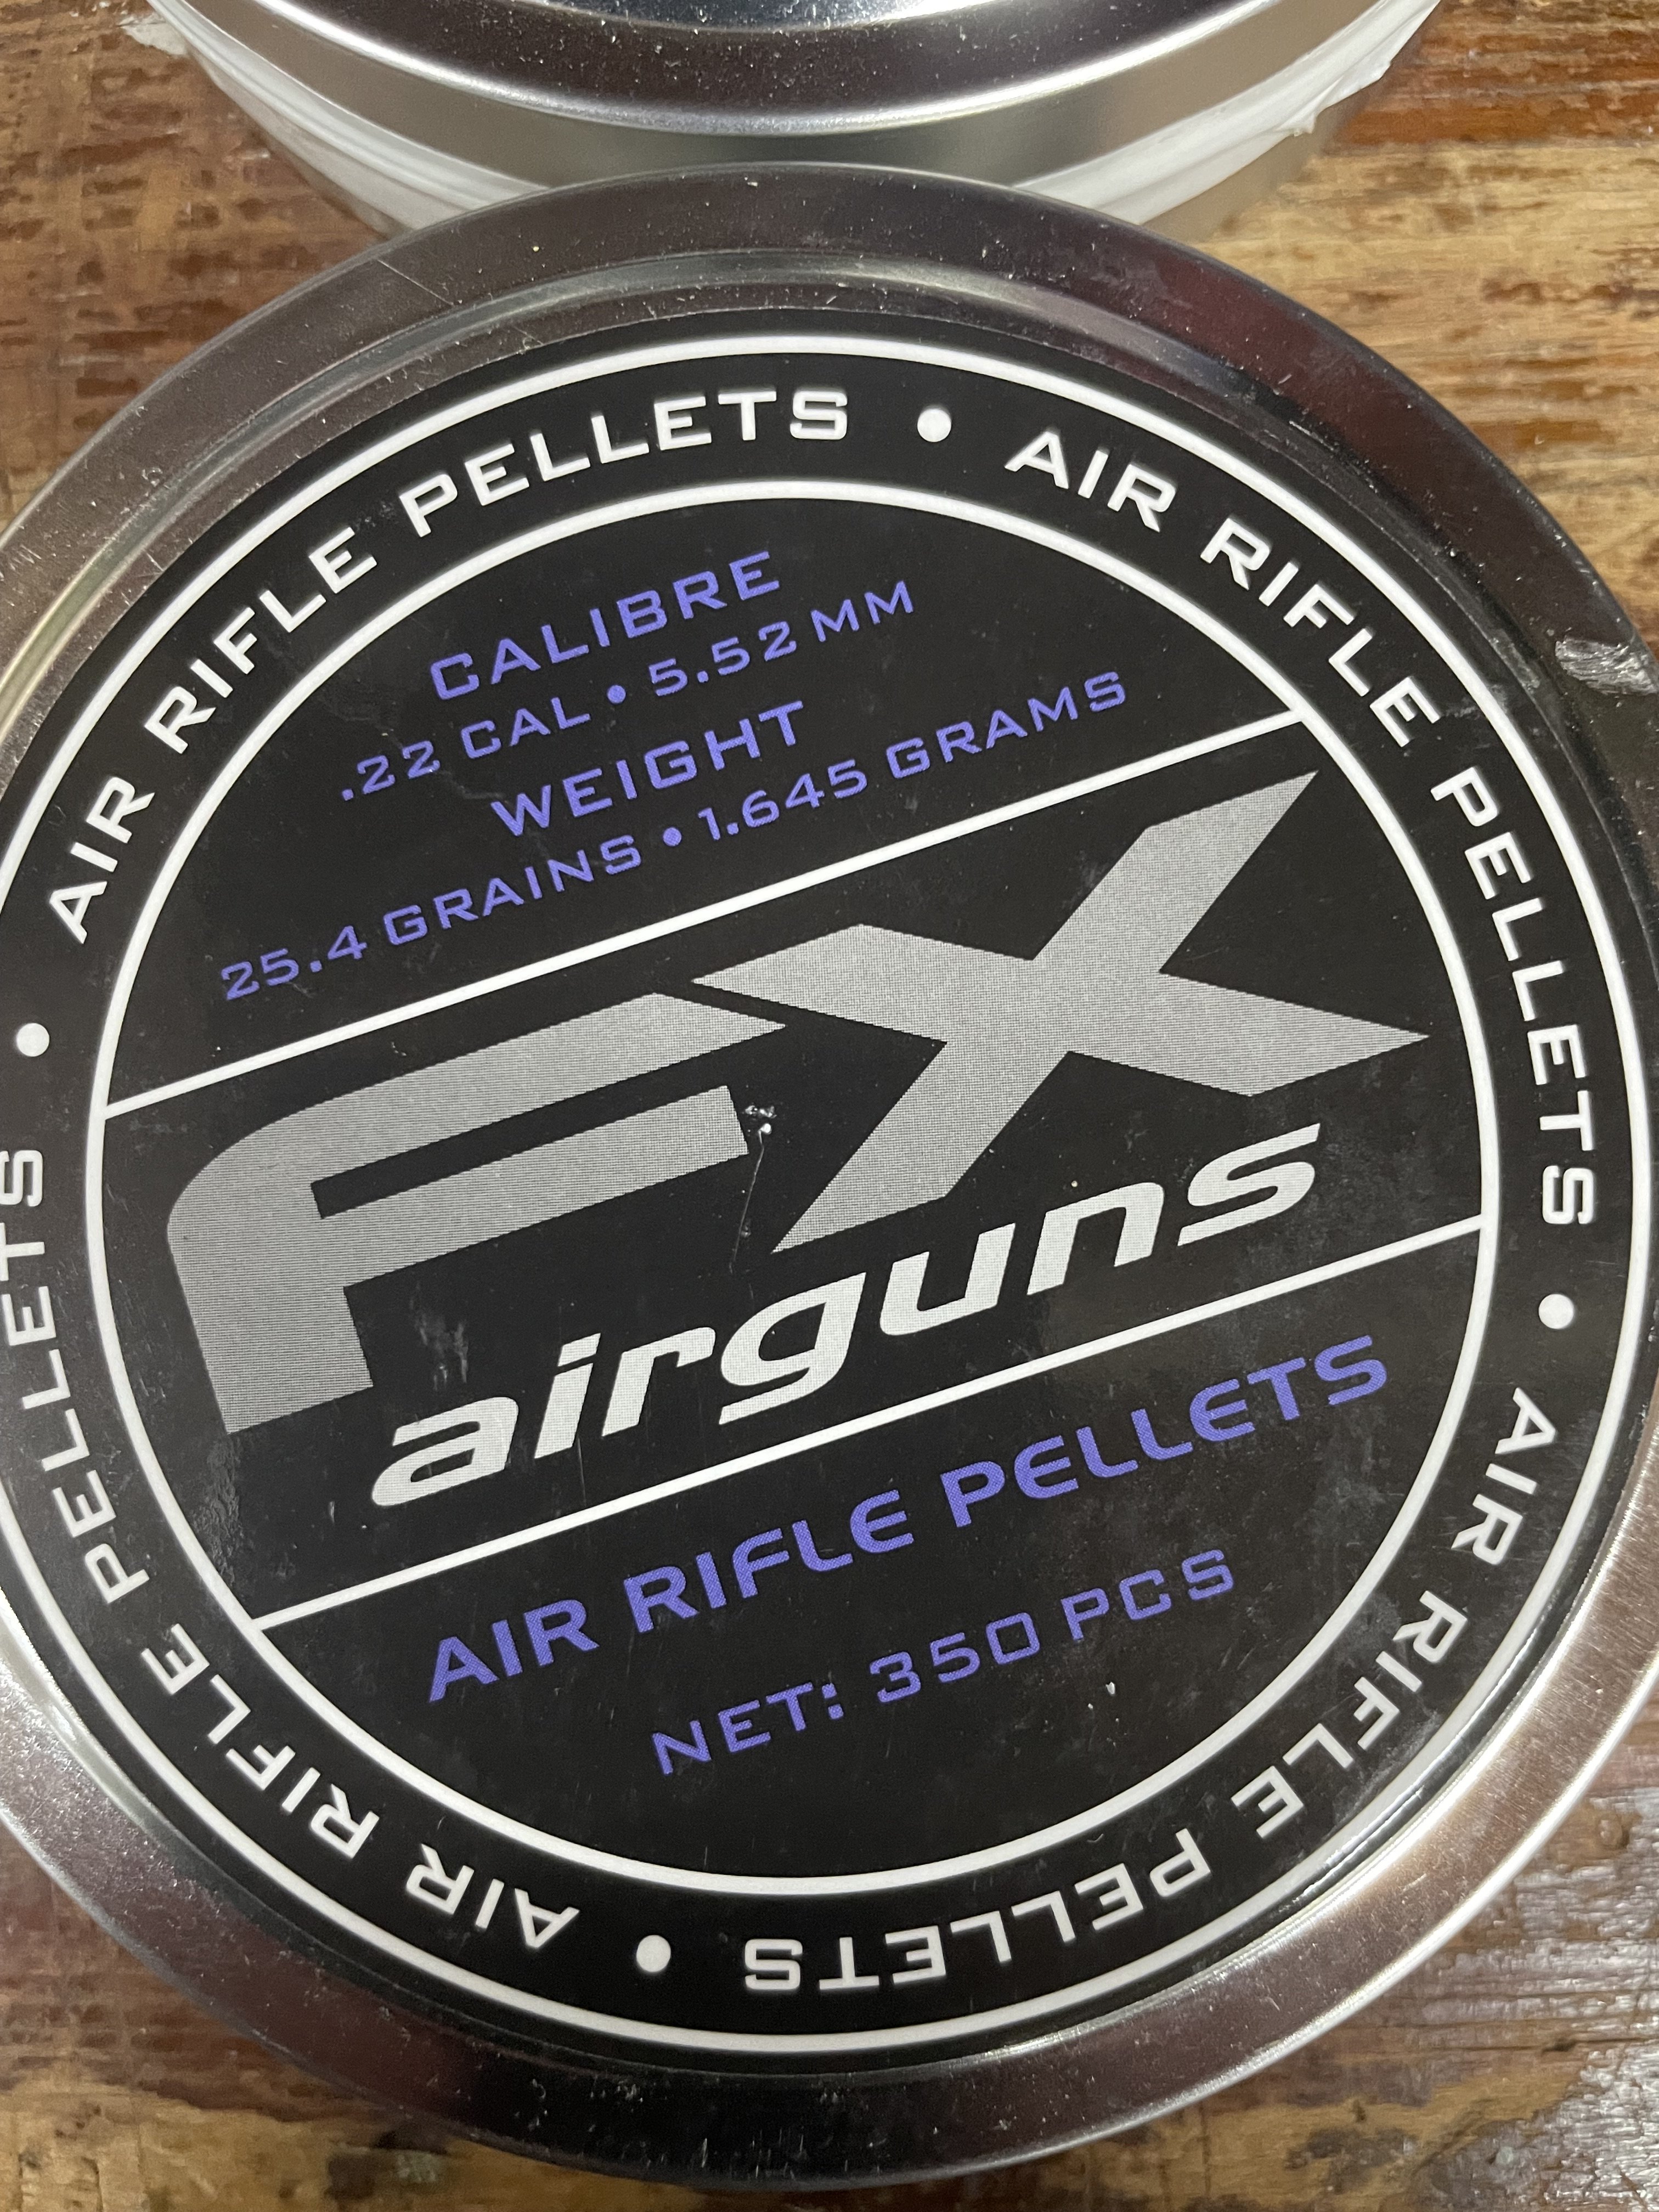 AIR RIFLE PELLETS • AIR RIFLE PELLETS • AIR RIFLE PELLETS • AIR RIFLE PELLETS •
CALIBRE
.22 CAL • 5.52 MM
WEIGHT
25.4 GRAINS • 1.645 GRAMS
FX
airguns
AIR RIFLE PELLETS
NET: 350 PCS